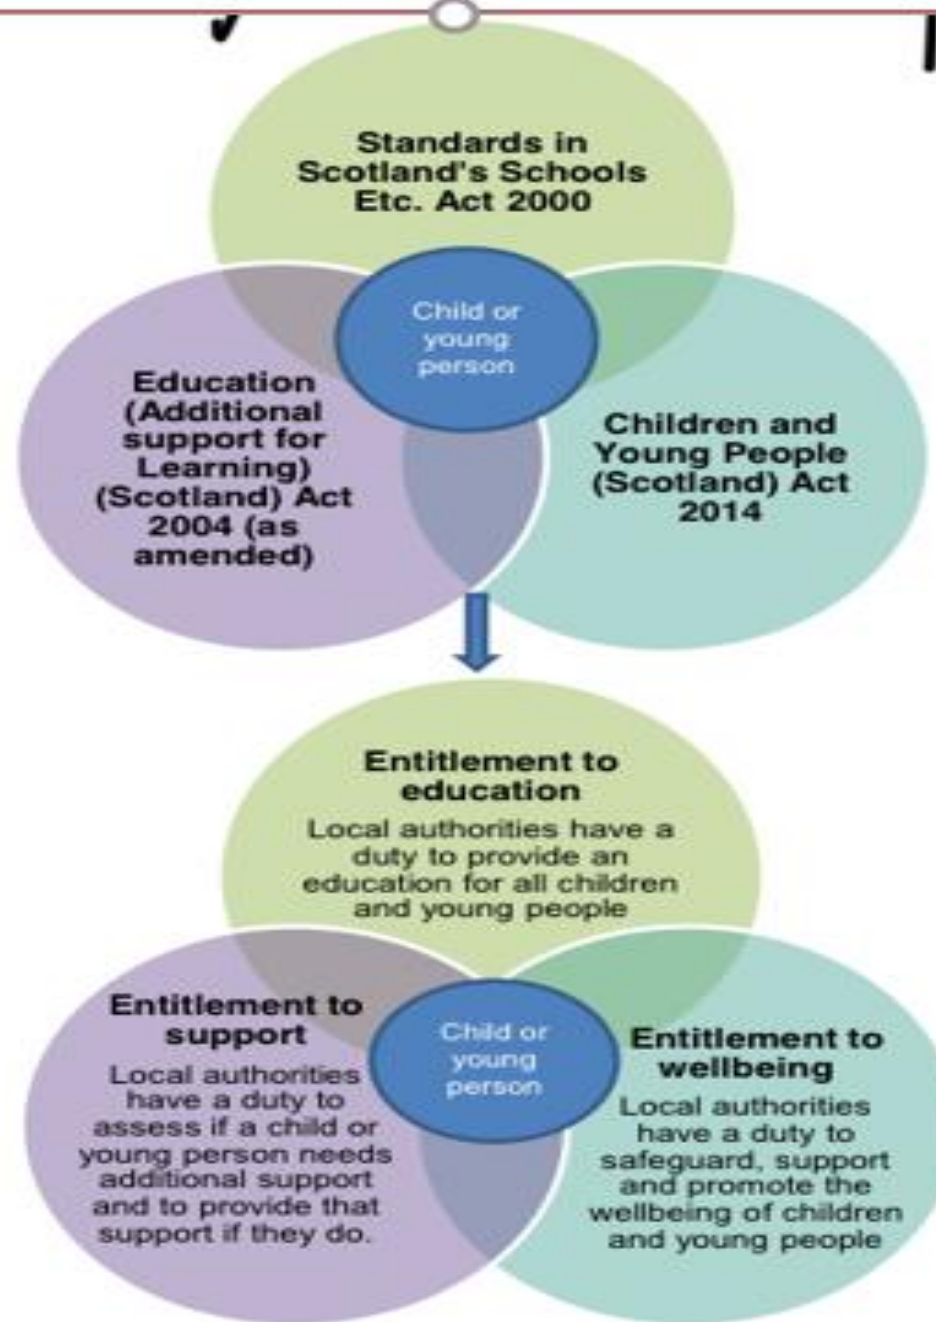 Standards in
Scotland's Schools
Etc. Act 2000
Child or
young
person
Education
(Additional
support for
Learning)
(Scotland) Act
2004 (as
amended)
Children and
Young People
(Scotland) Act
2014
Entitlement to
education
Local authorities have a
duty to provide an
education for all children
and young people
Entitlement to
support
Local authorities
have a duty to
assess if a child or
young person needs
additional support
and to provide that
support if they do.
Child or
young
person
Entitlement to
wellbeing
Local authorities
have a duty to
safeguard, support
and promote the
wellbeing of children
and young people